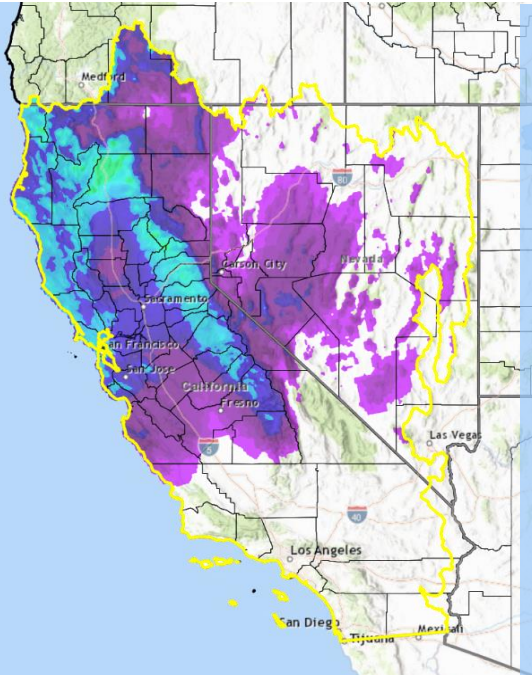 Medford
80
Carson City
Nevada
Sacramento
San Francisco
San Jose
California
Fresno
5
Las Vegas
40
Los Angeles
San Diego
Tijuana
Mexicali